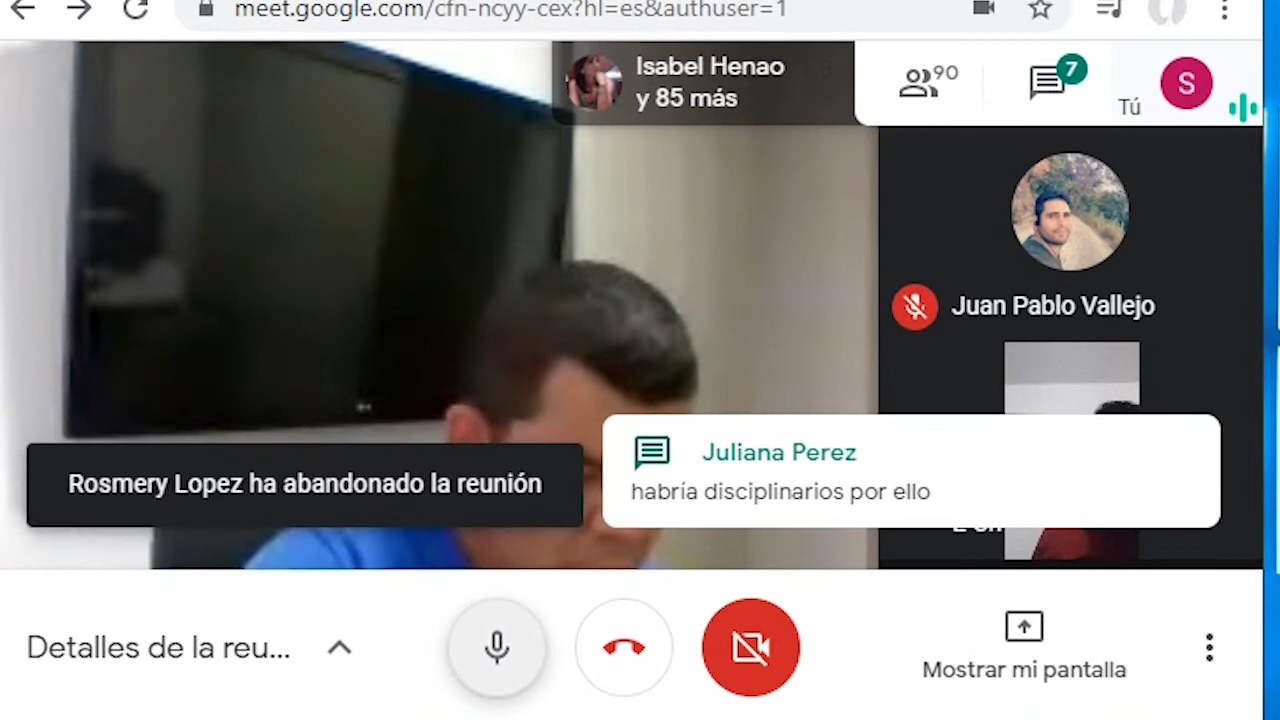 meet.google.com/cfn-ncyy-cex?hl=es&authuser=1
Isabel Henao
y 85 más
90
7
Tú
S
Juan Pablo Vallejo
Rosmery Lopez ha abandonado la reunión
Juliana Perez
habría disciplinarios por ello
Detalles de la reu...
Mostrar mi pantalla